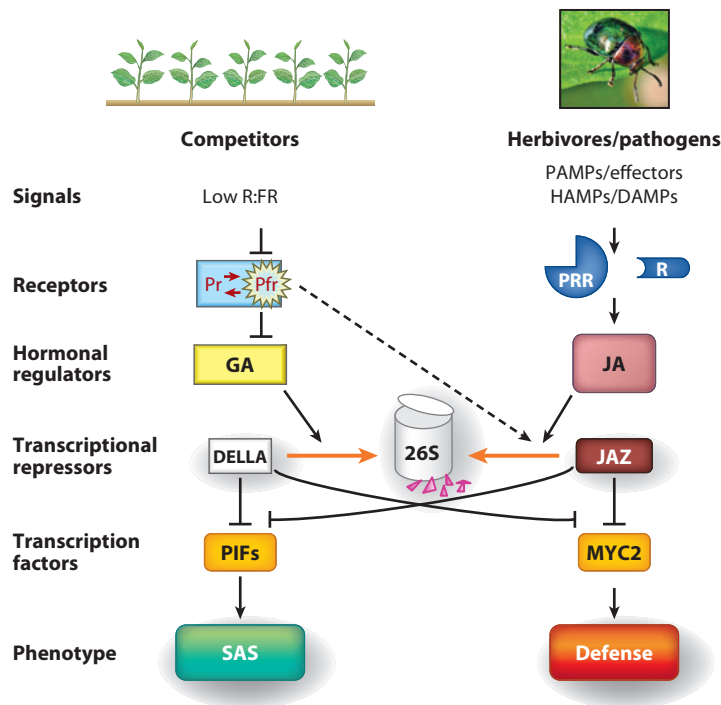 Competitors
Herbivores/pathogens
Signals
Low R:FR
PAMPs/effectors
HAMPs/DAMPs
Receptors
Pr
Pfr
PRR
R
Hormonal
regulators
GA
JA
Transcriptional
repressors
DELLA
26S
JAZ
Transcription
factors
PIFs
MYC2
Phenotype
SAS
Defense